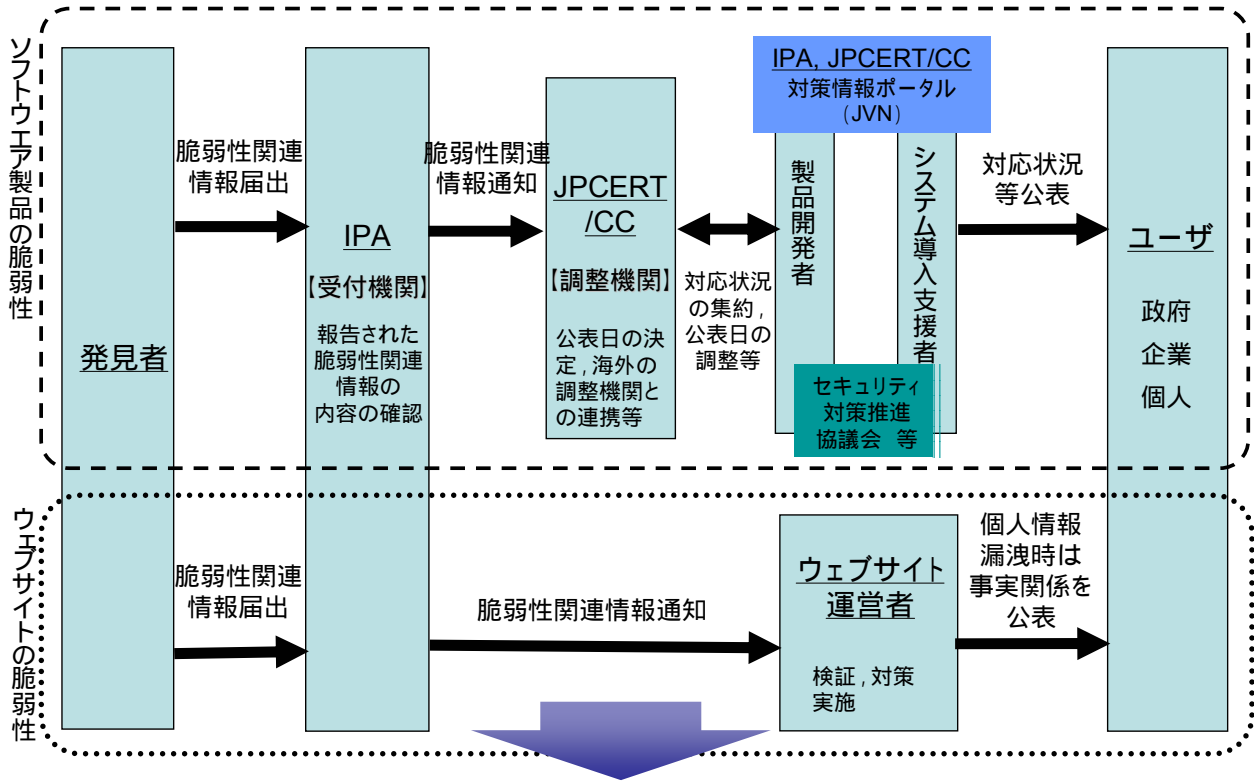 ソフトウエア製品の脆弱性
発見者
脆弱性関連
情報届出
IPA
【受付機関】
報告された
脆弱性関連
情報の
内容の確認
脆弱性関連
情報通知
JPCERT
/CC
【調整機関】
公表日の決
定,海外の
調整機関と
の連携等
対応状況
の集約,
公表日の
調整等
IPA, JPCERT/CC
対策情報ポータル
(JVN)
製品開発者
システム導入支援者
セキュリティ
対策推進
協議会 等
対応状況
等公表
ユーザ
政府
企業
個人
ウェブサイトの脆弱性
脆弱性関連
情報届出
脆弱性関連情報通知
ウェブサイト
運営者
検証,対策
実施
個人情報
漏洩時は
事実関係を
公表